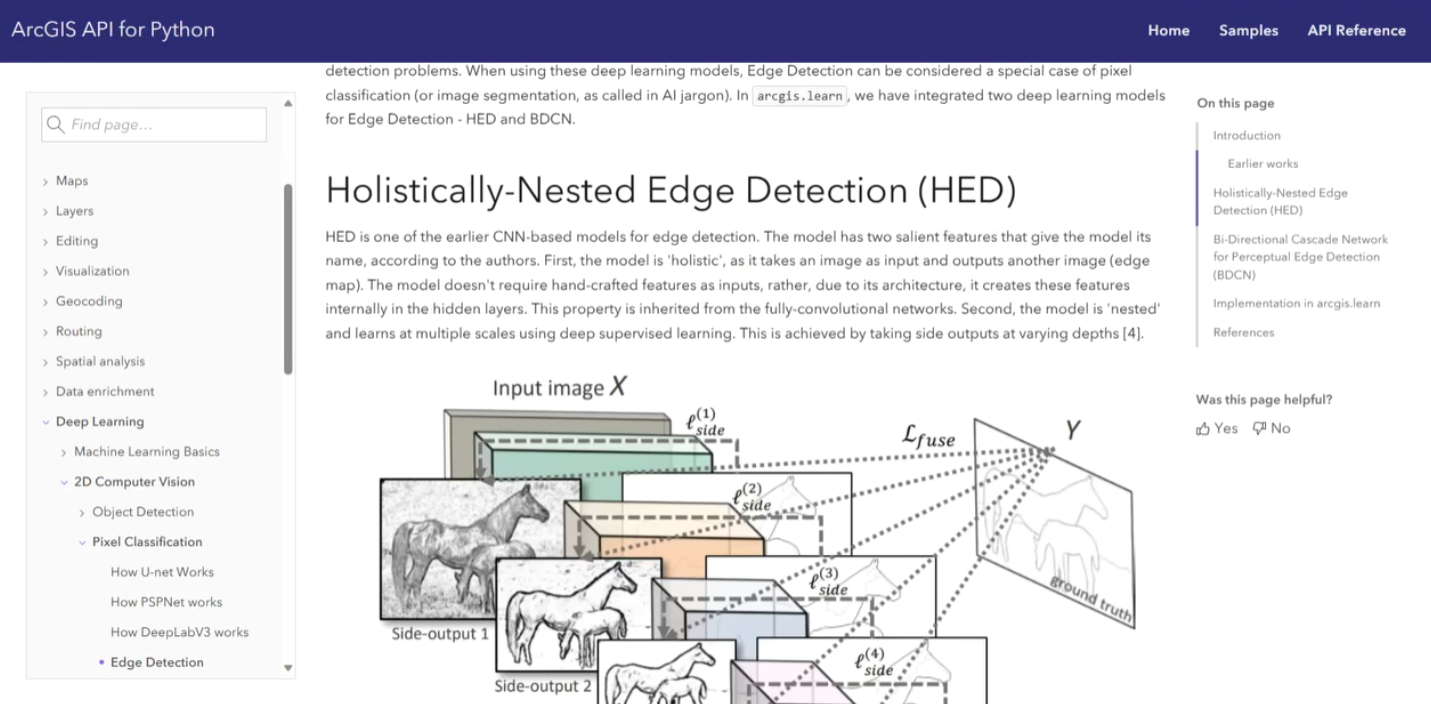 ArcGIS API for Python
Home
Samples
API Reference
Find page...
Maps
Layers
Editing
Visualization
Geocoding
Routing
Spatial analysis
Data enrichment
Deep Learning
Machine Learning Basics
2D Computer Vision
Object Detection
Pixel Classification
How U-net Works
How PSPNet works
How DeepLabV3 works
Edge Detection
detection problems. When using these deep learning models, Edge Detection can be considered a special case of pixel
classification (or image segmentation, as called in AI jargon). In arcgis.learn, we have integrated two deep learning models
for Edge Detection - HED and BDCN.
Holistically-Nested Edge Detection (HED)
HED is one of the earlier CNN-based models for edge detection. The model has two salient features that give the model its
name, according to the authors. First, the model is 'holistic', as it takes an image as input and outputs another image (edge
map). The model doesn't require hand-crafted features as inputs, rather, due to its architecture, it creates these features
internally in the hidden layers. This property is inherited from the fully-convolutional networks. Second, the model is 'nested'
and learns at multiple scales using deep supervised learning. This is achieved by taking side outputs at varying depths [4].
Input image X
ℓ(1)side
ℒfuse
Y
ℓ(2)side
ℓ(3)side
ground truth
Side-output 1
ℓ(4)side
Side-output 2
On this page
Introduction
Earlier works
Holistically-Nested Edge
Detection (HED)
Bi-Directional Cascade Network
for Perceptual Edge Detection
(BDCN)
Implementation in arcgis.learn
References
Was this page helpful?
Yes
No